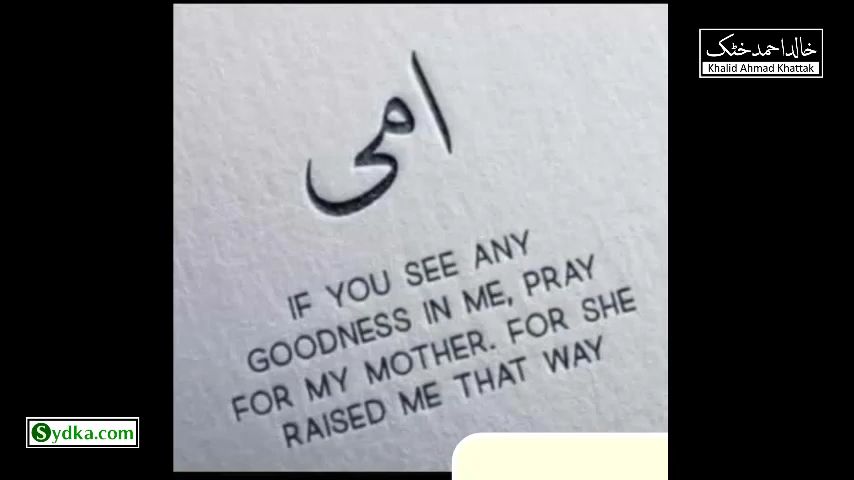 خالد احمد خٹک
Khalid Ahmad Khattak
امی
IF YOU SEE ANY
GOODNESS IN ME, PRAY
FOR MY MOTHER. FOR SHE
RAISED ME THAT WAY
Sydka.com